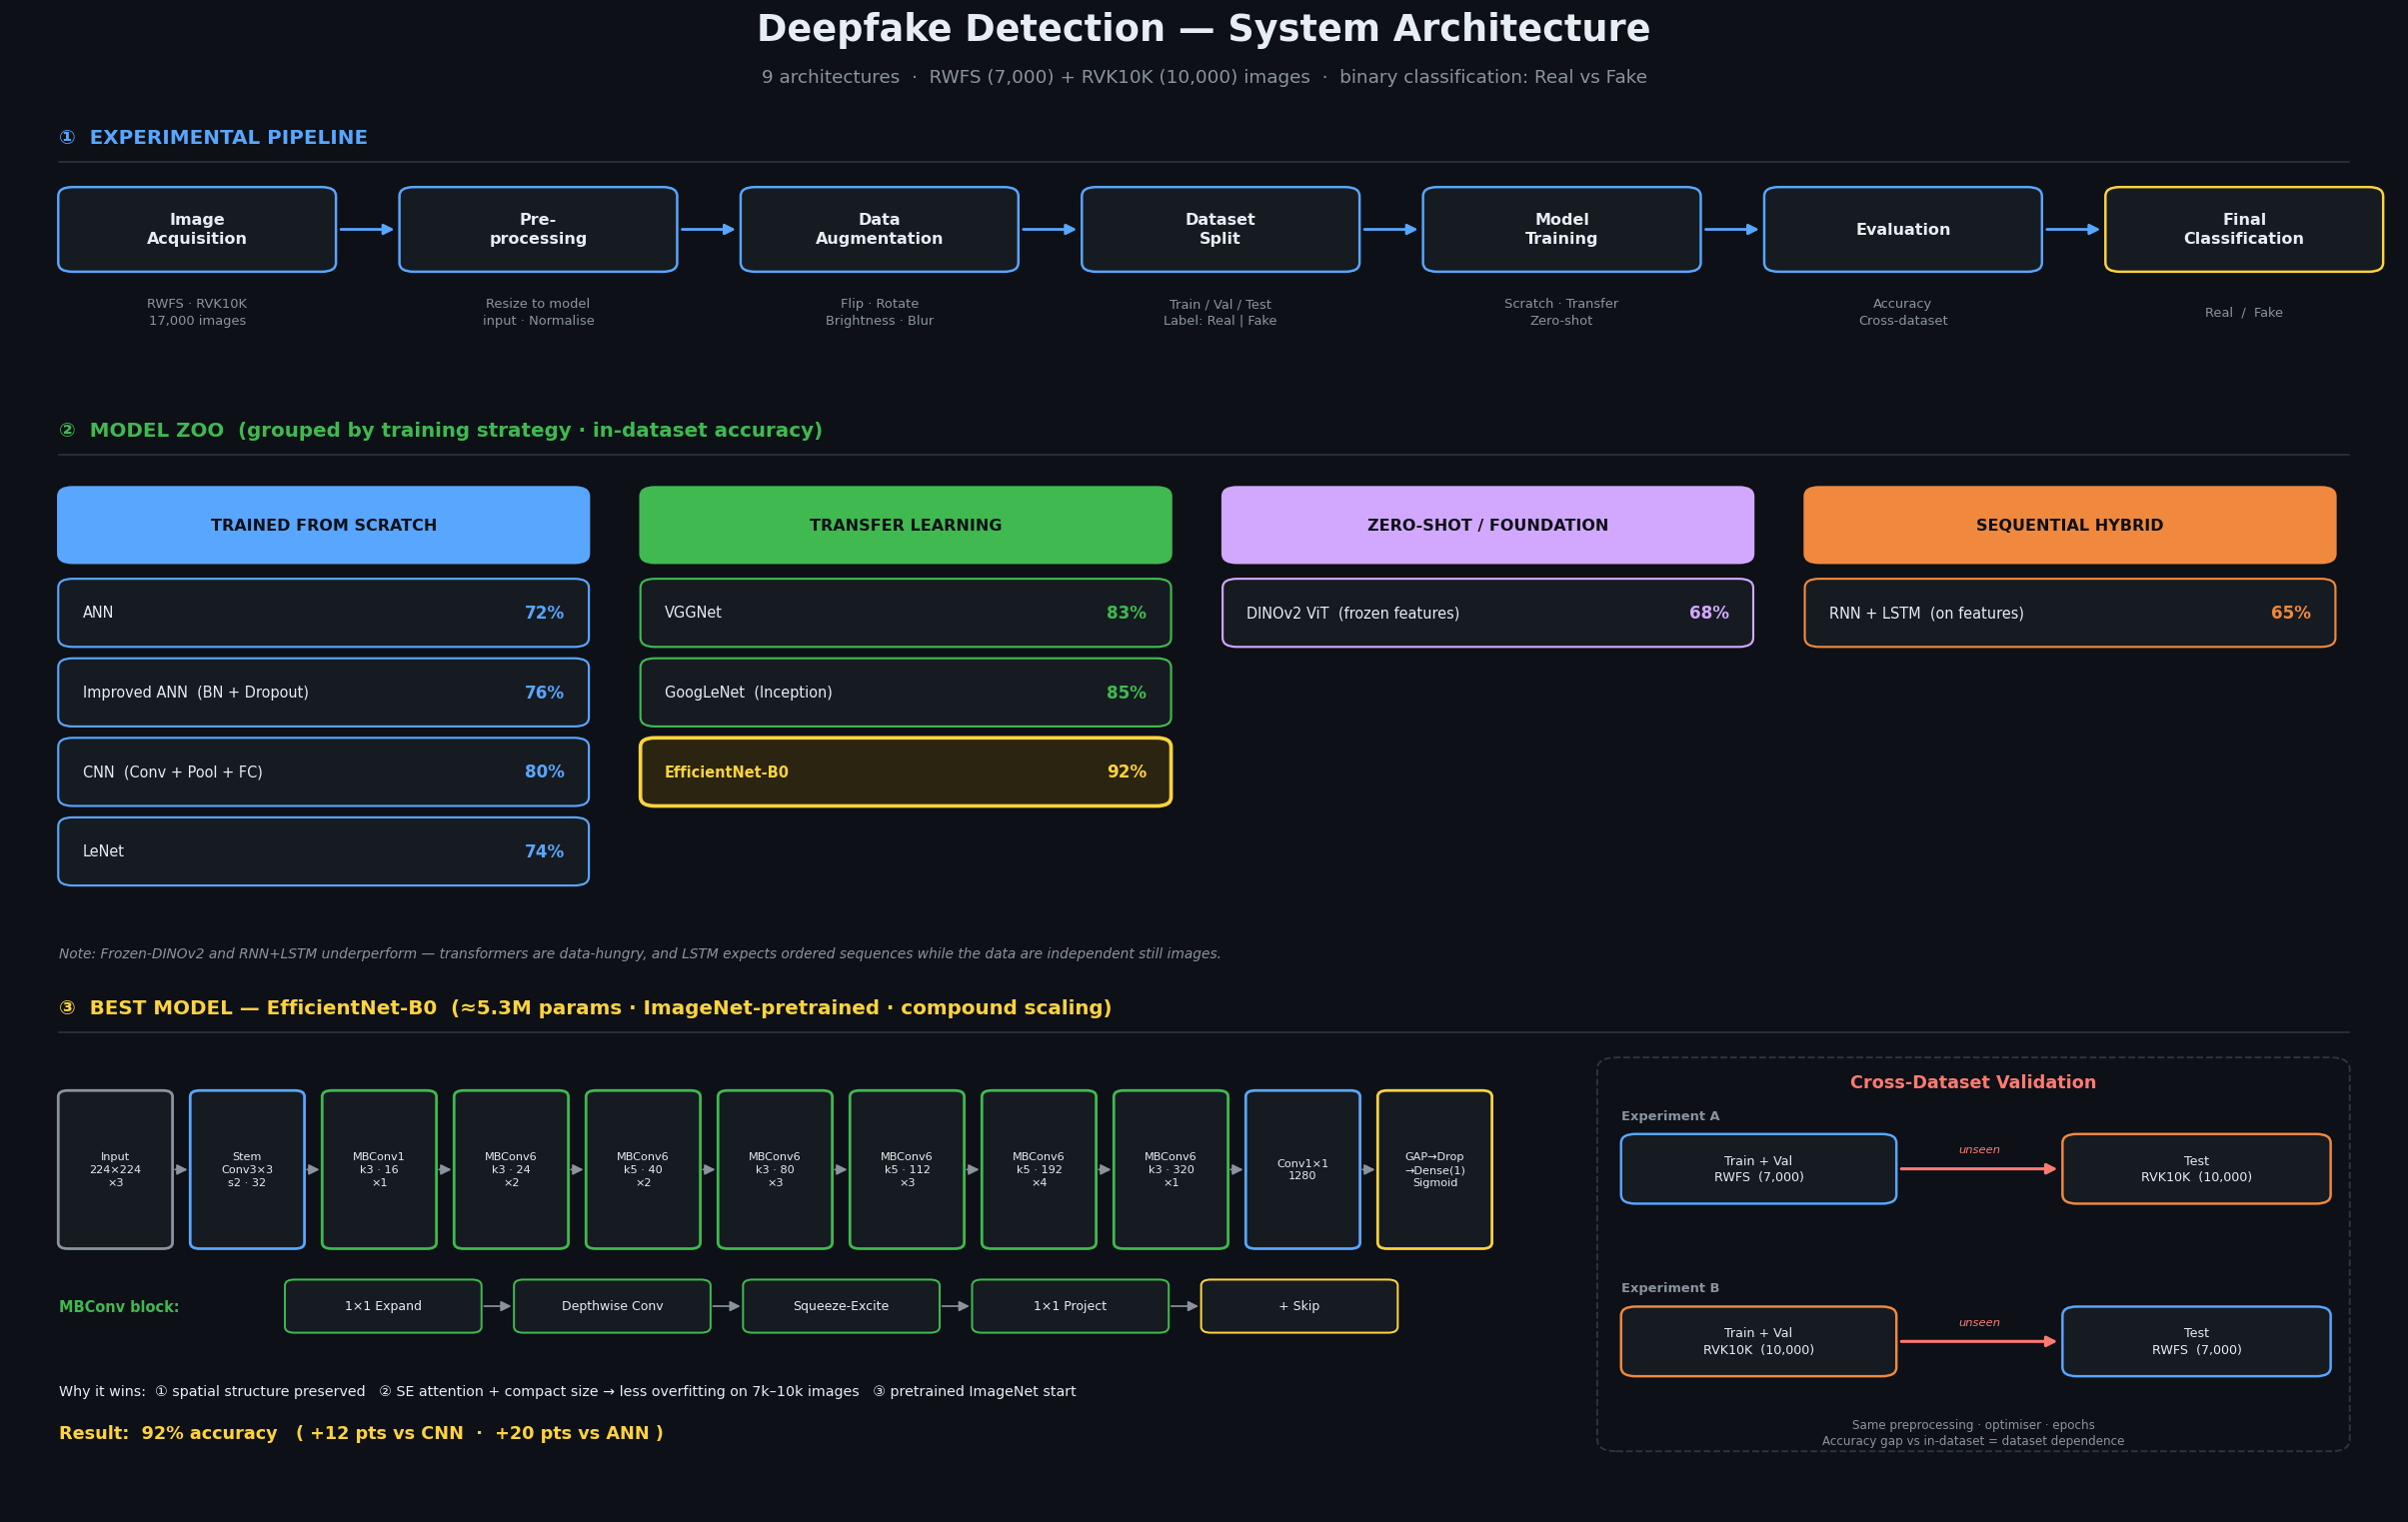 Deepfake Detection — System Architecture
9 architectures · RWFS (7,000) + RVK10K (10,000) images · binary classification: Real vs Fake
① EXPERIMENTAL PIPELINE
Image
Acquisition
RWFS · RVK10K
17,000 images
Pre-
processing
Resize to model
input · Normalise
Data
Augmentation
Flip · Rotate
Brightness · Blur
Dataset
Split
Train / Val / Test
Label: Real | Fake
Model
Training
Scratch · Transfer
Zero-shot
Evaluation
Accuracy
Cross-dataset
Final
Classification
Real / Fake
② MODEL ZOO (grouped by training strategy · in-dataset accuracy)
TRAINED FROM SCRATCH
ANN 72%
Improved ANN (BN + Dropout) 76%
CNN (Conv + Pool + FC) 80%
LeNet 74%
TRANSFER LEARNING
VGGNet 83%
GoogLeNet (Inception) 85%
EfficientNet-B0 92%
ZERO-SHOT / FOUNDATION
DINOv2 ViT (frozen features) 68%
SEQUENTIAL HYBRID
RNN + LSTM (on features) 65%
Note: Frozen-DINOv2 and RNN+LSTM underperform — transformers are data-hungry, and LSTM expects ordered sequences while the data are independent still images.
③ BEST MODEL — EfficientNet-B0 (≈5.3M params · ImageNet-pretrained · compound scaling)
Input
224×224
×3
Stem
Conv3×3
s2 · 32
MBConv1
k3 · 16
×1
MBConv6
k3 · 24
×2
MBConv6
k5 · 40
×2
MBConv6
k3 · 80
×3
MBConv6
k5 · 112
×3
MBConv6
k5 · 192
×4
MBConv6
k3 · 320
×1
Conv1×1
1280
GAP→Drop
→Dense(1)
Sigmoid
MBConv block:
1×1 Expand
Depthwise Conv
Squeeze-Excite
1×1 Project
+ Skip
Why it wins: ① spatial structure preserved ② SE attention + compact size → less overfitting on 7k–10k images ③ pretrained ImageNet start
Result: 92% accuracy ( +12 pts vs CNN · +20 pts vs ANN )
Cross-Dataset Validation
Experiment A
Train + Val
RWFS (7,000)
unseen
Test
RVK10K (10,000)
Experiment B
Train + Val
RVK10K (10,000)
unseen
Test
RWFS (7,000)
Same preprocessing · optimiser · epochs
Accuracy gap vs in-dataset = dataset dependence